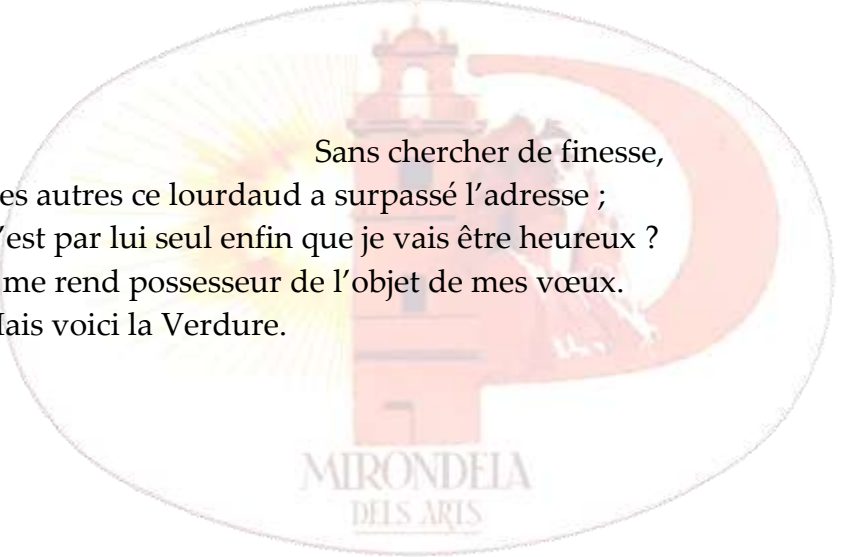 Sans chercher de finesse,
es autres ce lourdaud a surpassé l’adresse ;
’est par lui seul enfin que je vais être heureux ?
me rend possesseur de l’objet de mes vœux.
ais voici la Verdure.
MIRONDELA
DELS ARTS